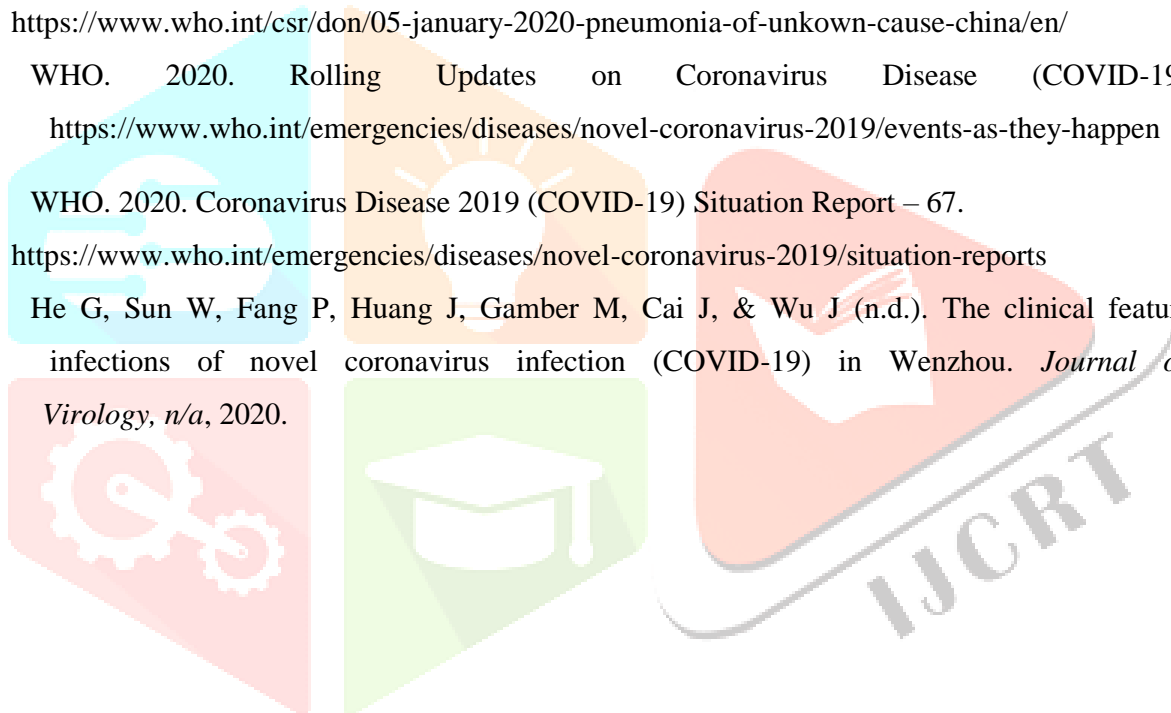 https://www.who.int/csr/don/05-january-2020-pneumonia-of-unkown-cause-china/en/
WHO. 2020. Rolling Updates on Coronavirus Disease (COVID-19
https://www.who.int/emergencies/diseases/novel-coronavirus-2019/events-as-they-happen
WHO. 2020. Coronavirus Disease 2019 (COVID-19) Situation Report – 67.
https://www.who.int/emergencies/diseases/novel-coronavirus-2019/situation-reports
He G, Sun W, Fang P, Huang J, Gamber M, Cai J, & Wu J (n.d.). The clinical featu
infections of novel coronavirus infection (COVID-19) in Wenzhou. Journal o
Virology, n/a, 2020.
IJCRT